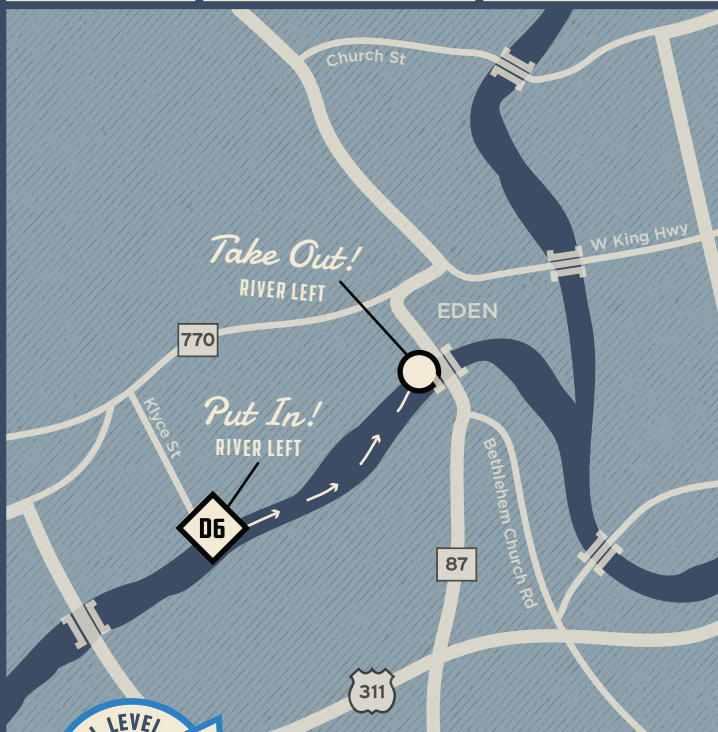 Church St
W King Hwy
Take Out!
RIVER LEFT
EDEN
770
Klyce St
Put In!
RIVER LEFT
D6
Bethlehem Church Rd
87
311
LEVEL